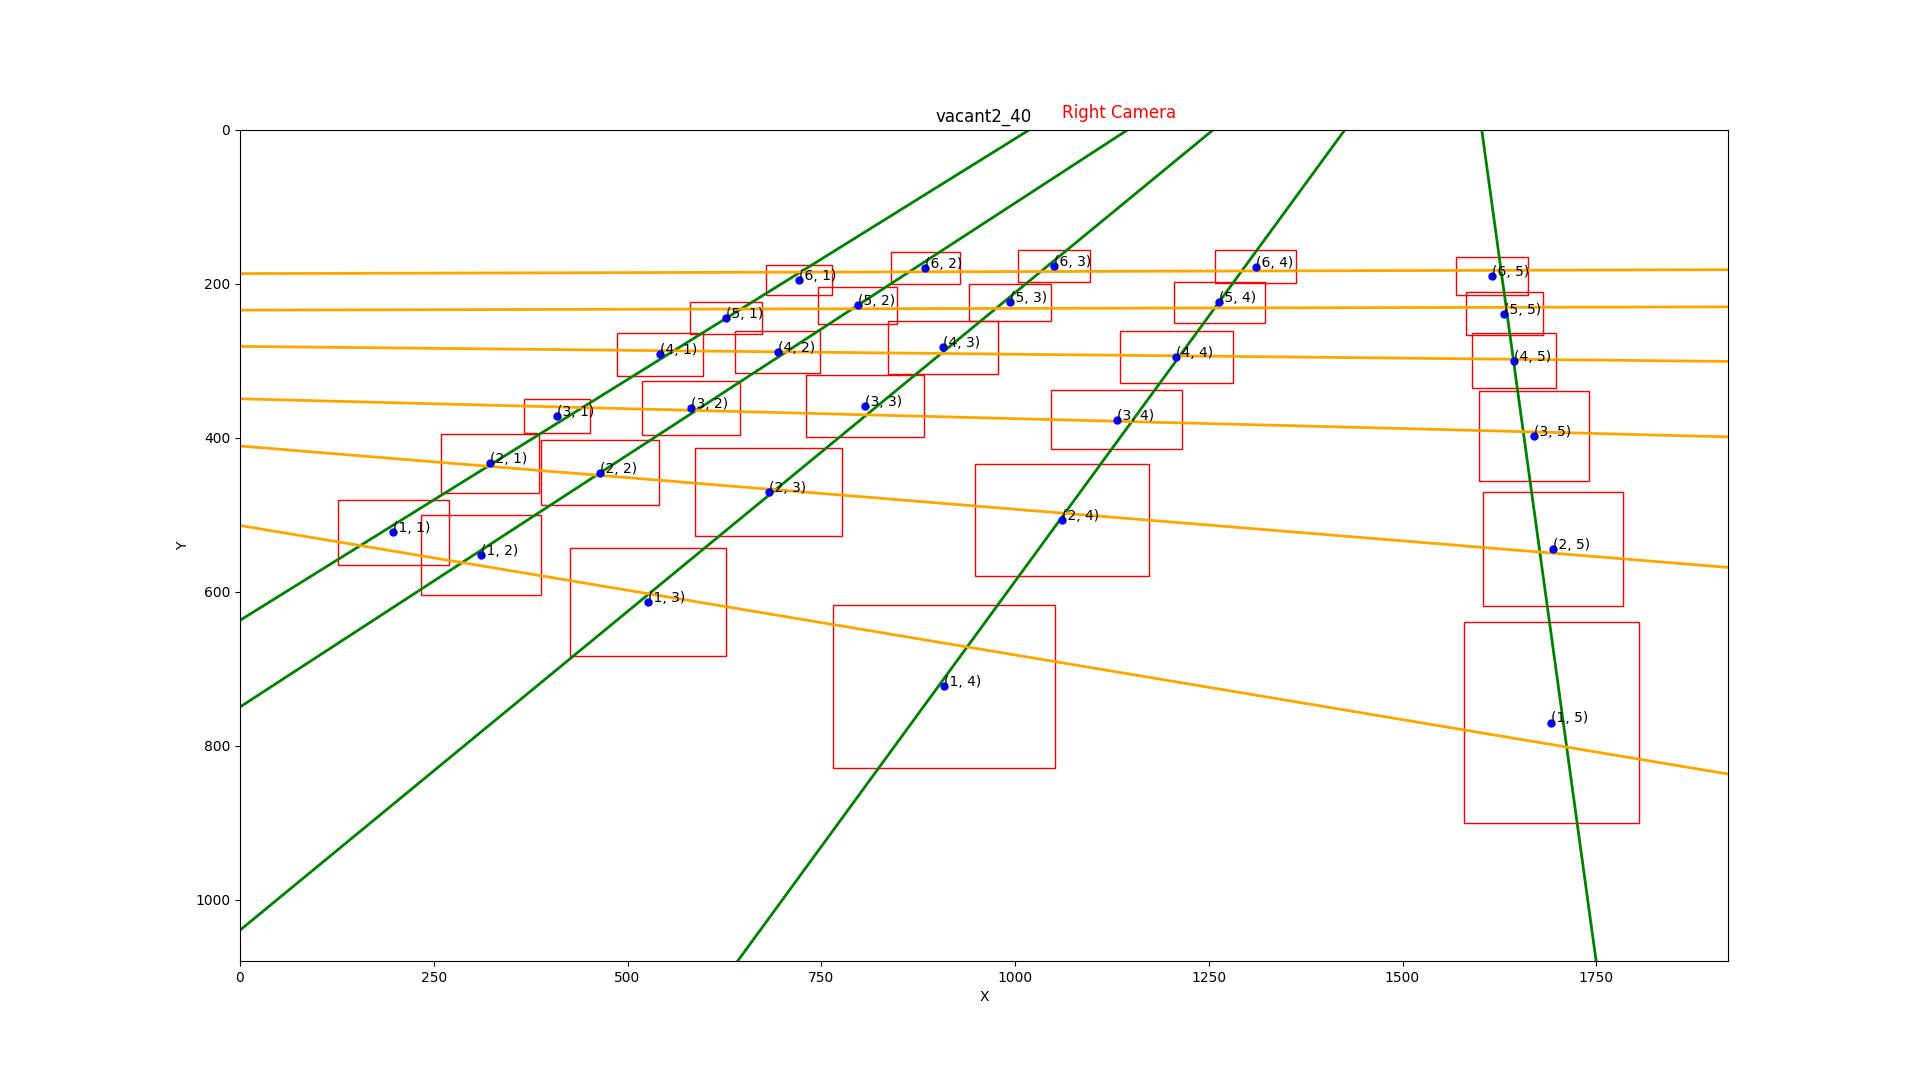 vacant2_40 Right Camera
0
(6, 1) (6, 2) (6, 3) (6, 4) (6, 5)
200
(5, 1) (5, 2) (5, 3) (5, 4) (5, 5)
(4, 1) (4, 2) (4, 3) (4, 4) (4, 5)
(3, 1) (3, 2) (3, 3) (3, 4) (3, 5)
400
(2, 1) (2, 2) (2, 3) (2, 4) (2, 5)
Y
(1, 1) (1, 2) (1, 3) (1, 4) (1, 5)
600
800
1000
0 250 500 750 1000 1250 1500 1750
X